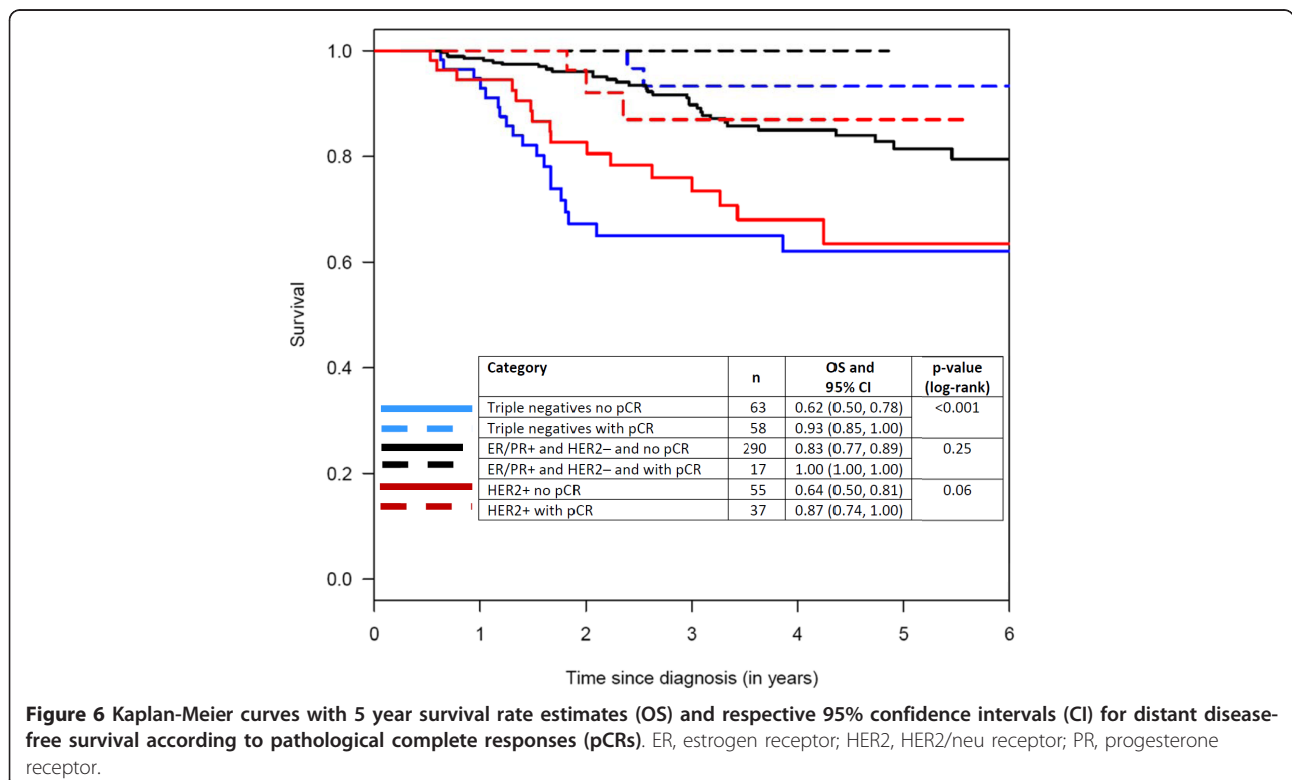 1.0
0.8
0.6
0.4
0.2
0.0
Survival
Category n OS and 95% CI p-value (log-rank)
Triple negatives no pCR 63 0.62 (0.50, 0.78) <0.001
Triple negatives with pCR 58 0.93 (0.85, 1.00)
ER/PR+ and HER2– and no pCR 290 0.83 (0.77, 0.89) 0.25
ER/PR+ and HER2– and with pCR 17 1.00 (1.00, 1.00)
HER2+ no pCR 55 0.64 (0.50, 0.81) 0.06
HER2+ with pCR 37 0.87 (0.74, 1.00)
0 1 2 3 4 5 6
Time since diagnosis (in years)
Figure 6 Kaplan-Meier curves with 5 year survival rate estimates (OS) and respective 95% confidence intervals (CI) for distant disease-
free survival according to pathological complete responses (pCRs). ER, estrogen receptor; HER2, HER2/neu receptor; PR, progesterone
receptor.